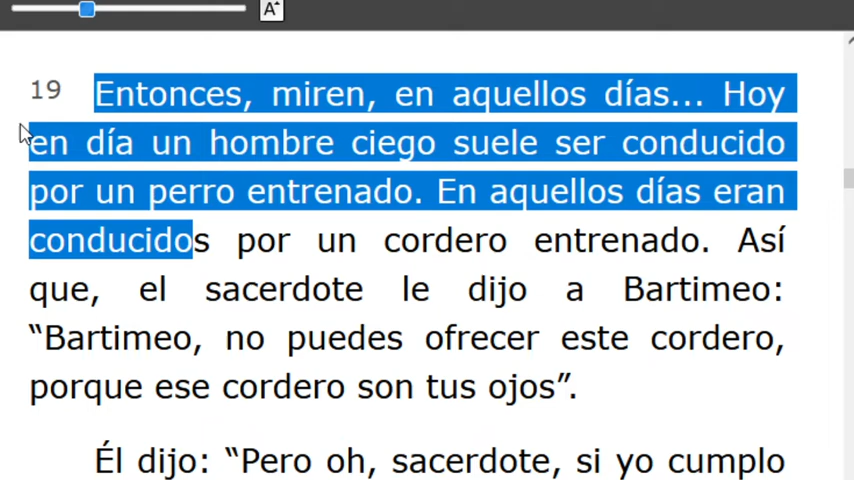 A
19 Entonces, miren, en aquellos días... Hoy
en día un hombre ciego suele ser conducido
por un perro entrenado. En aquellos días eran
conducidos por un cordero entrenado. Así
que, el sacerdote le dijo a Bartimeo:
“Bartimeo, no puedes ofrecer este cordero,
porque ese cordero son tus ojos”.
Él dijo: “Pero oh, sacerdote, si yo cumplo